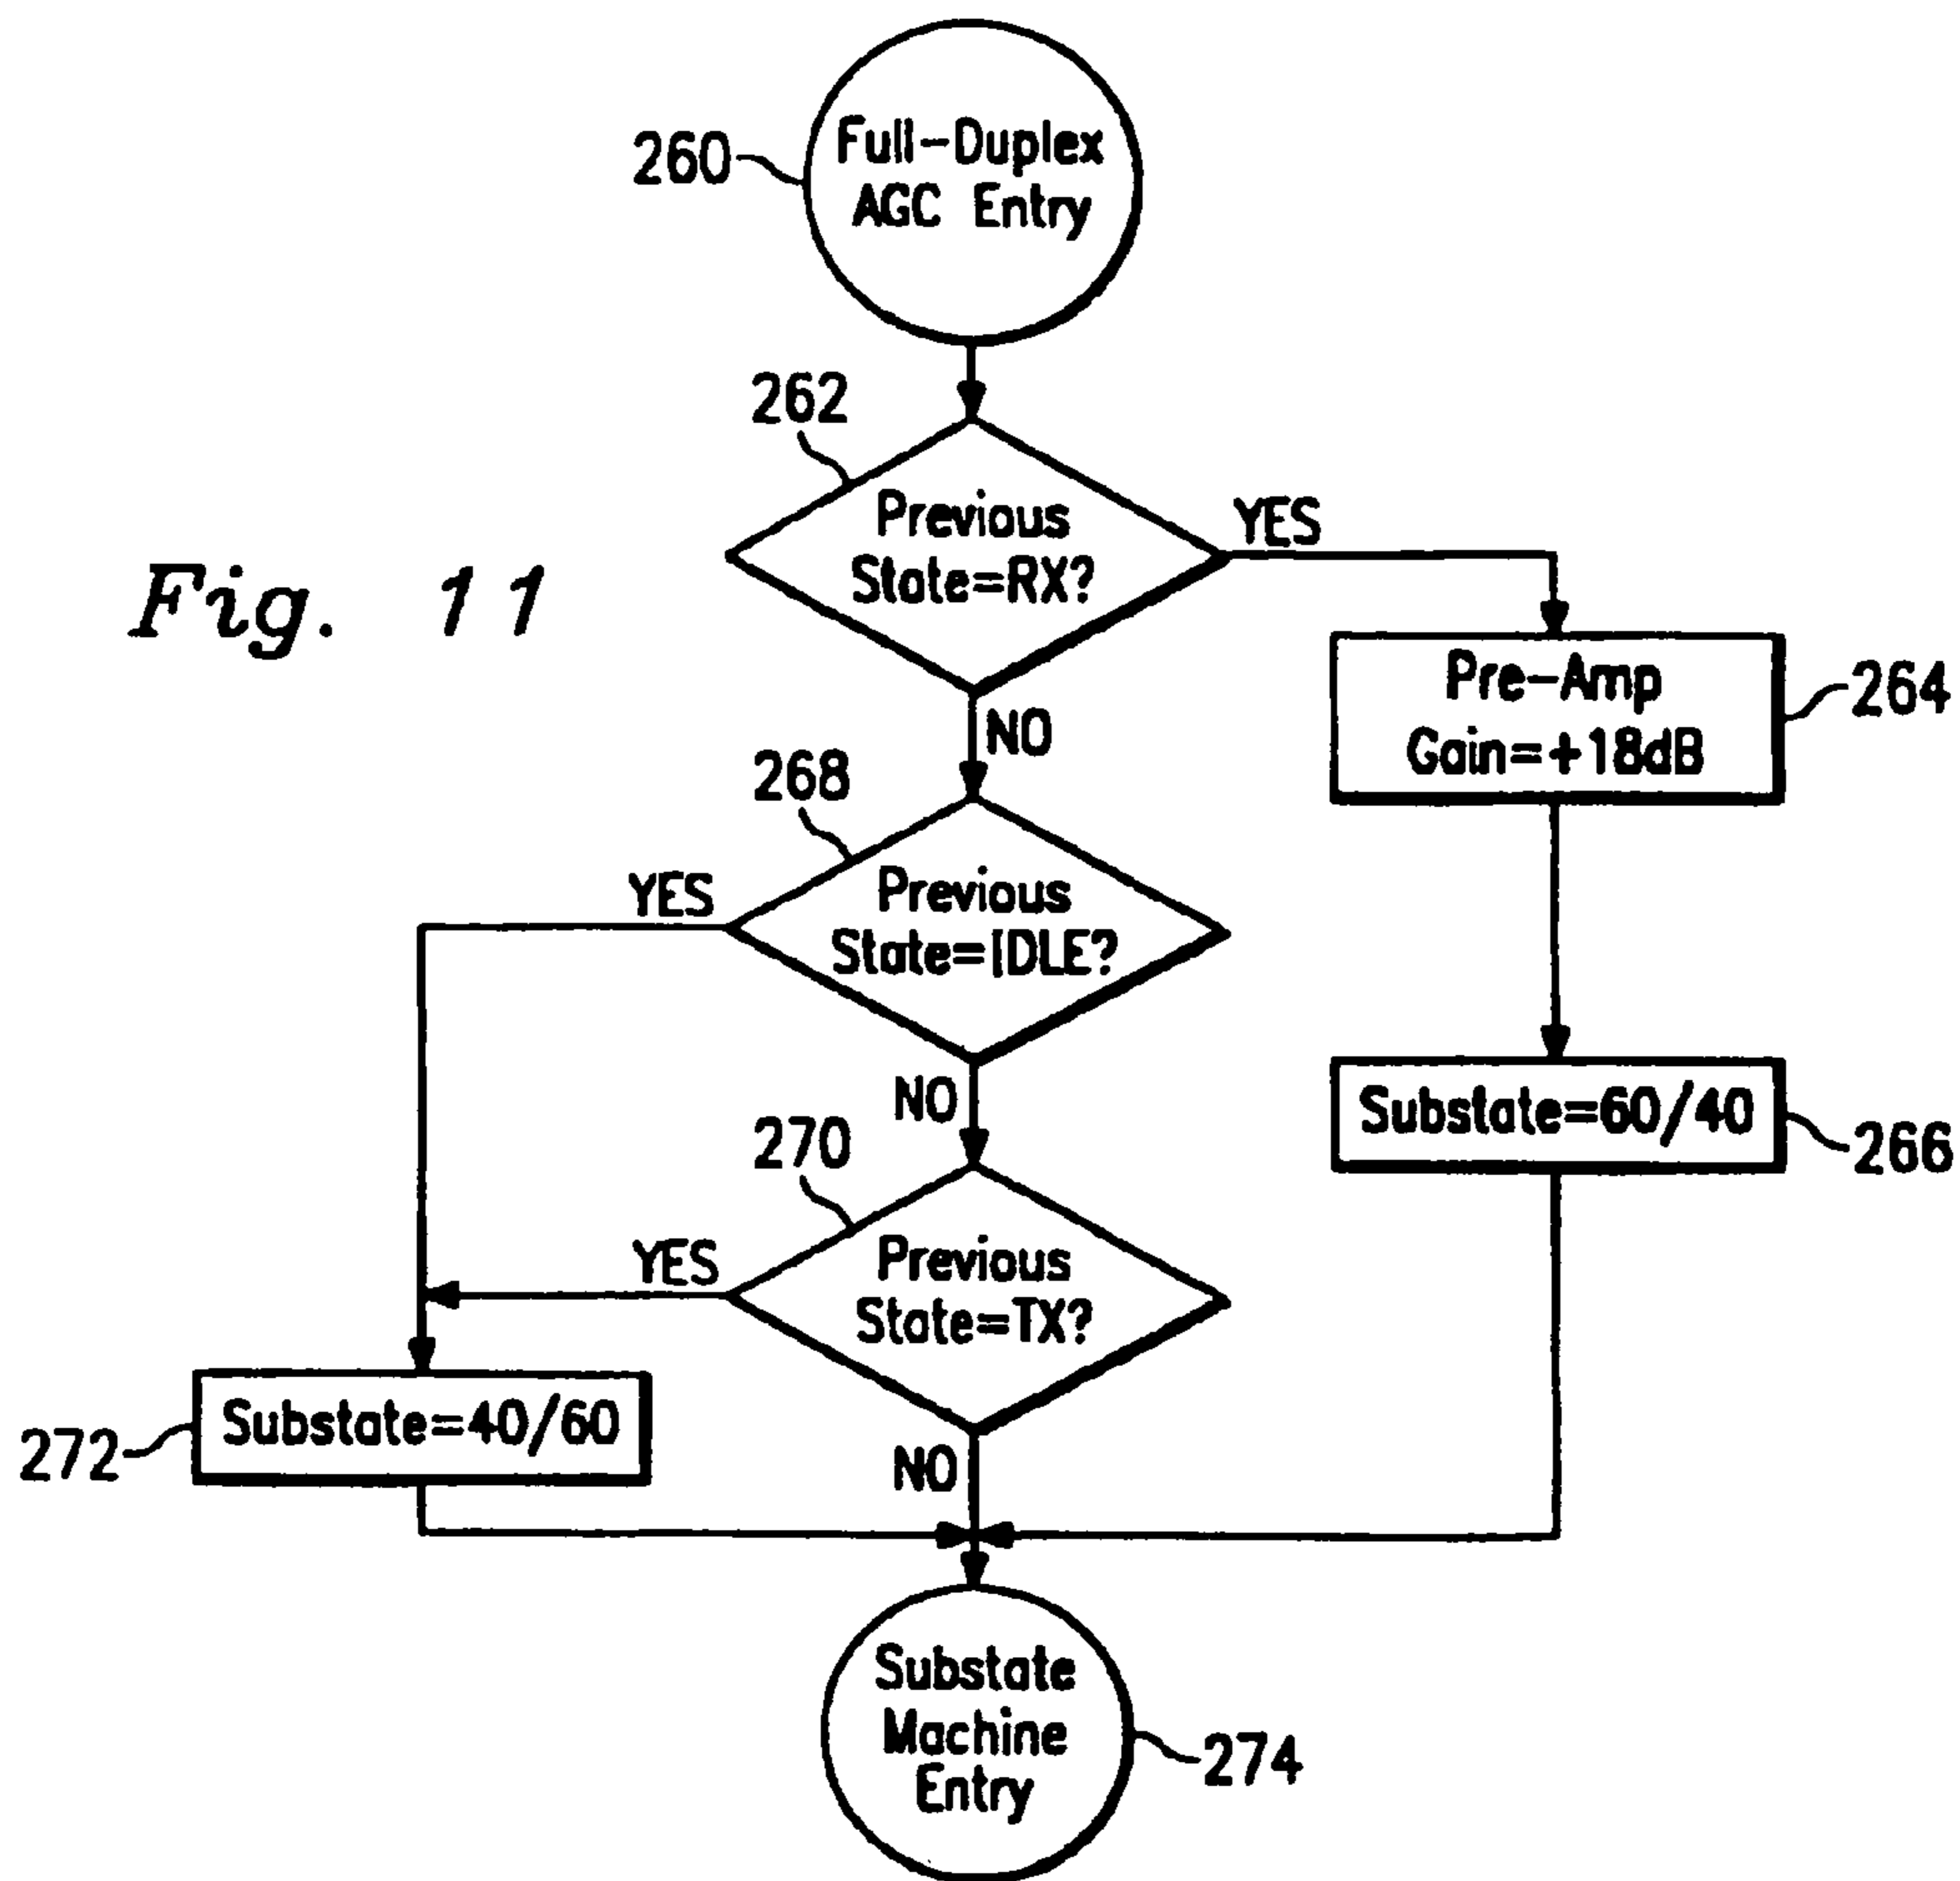 Full-Duplex
AGC Entry
260
262
Previous
State=RX?
YES
Fig. 11
NO
Pre-Amp
Gain=+18dB
264
268
YES
Previous
State=IDLE?
NO
Substate=60/40
266
270
YES
Previous
State=TX?
NO
272
Substate=40/60
Substate
Machine
Entry
274